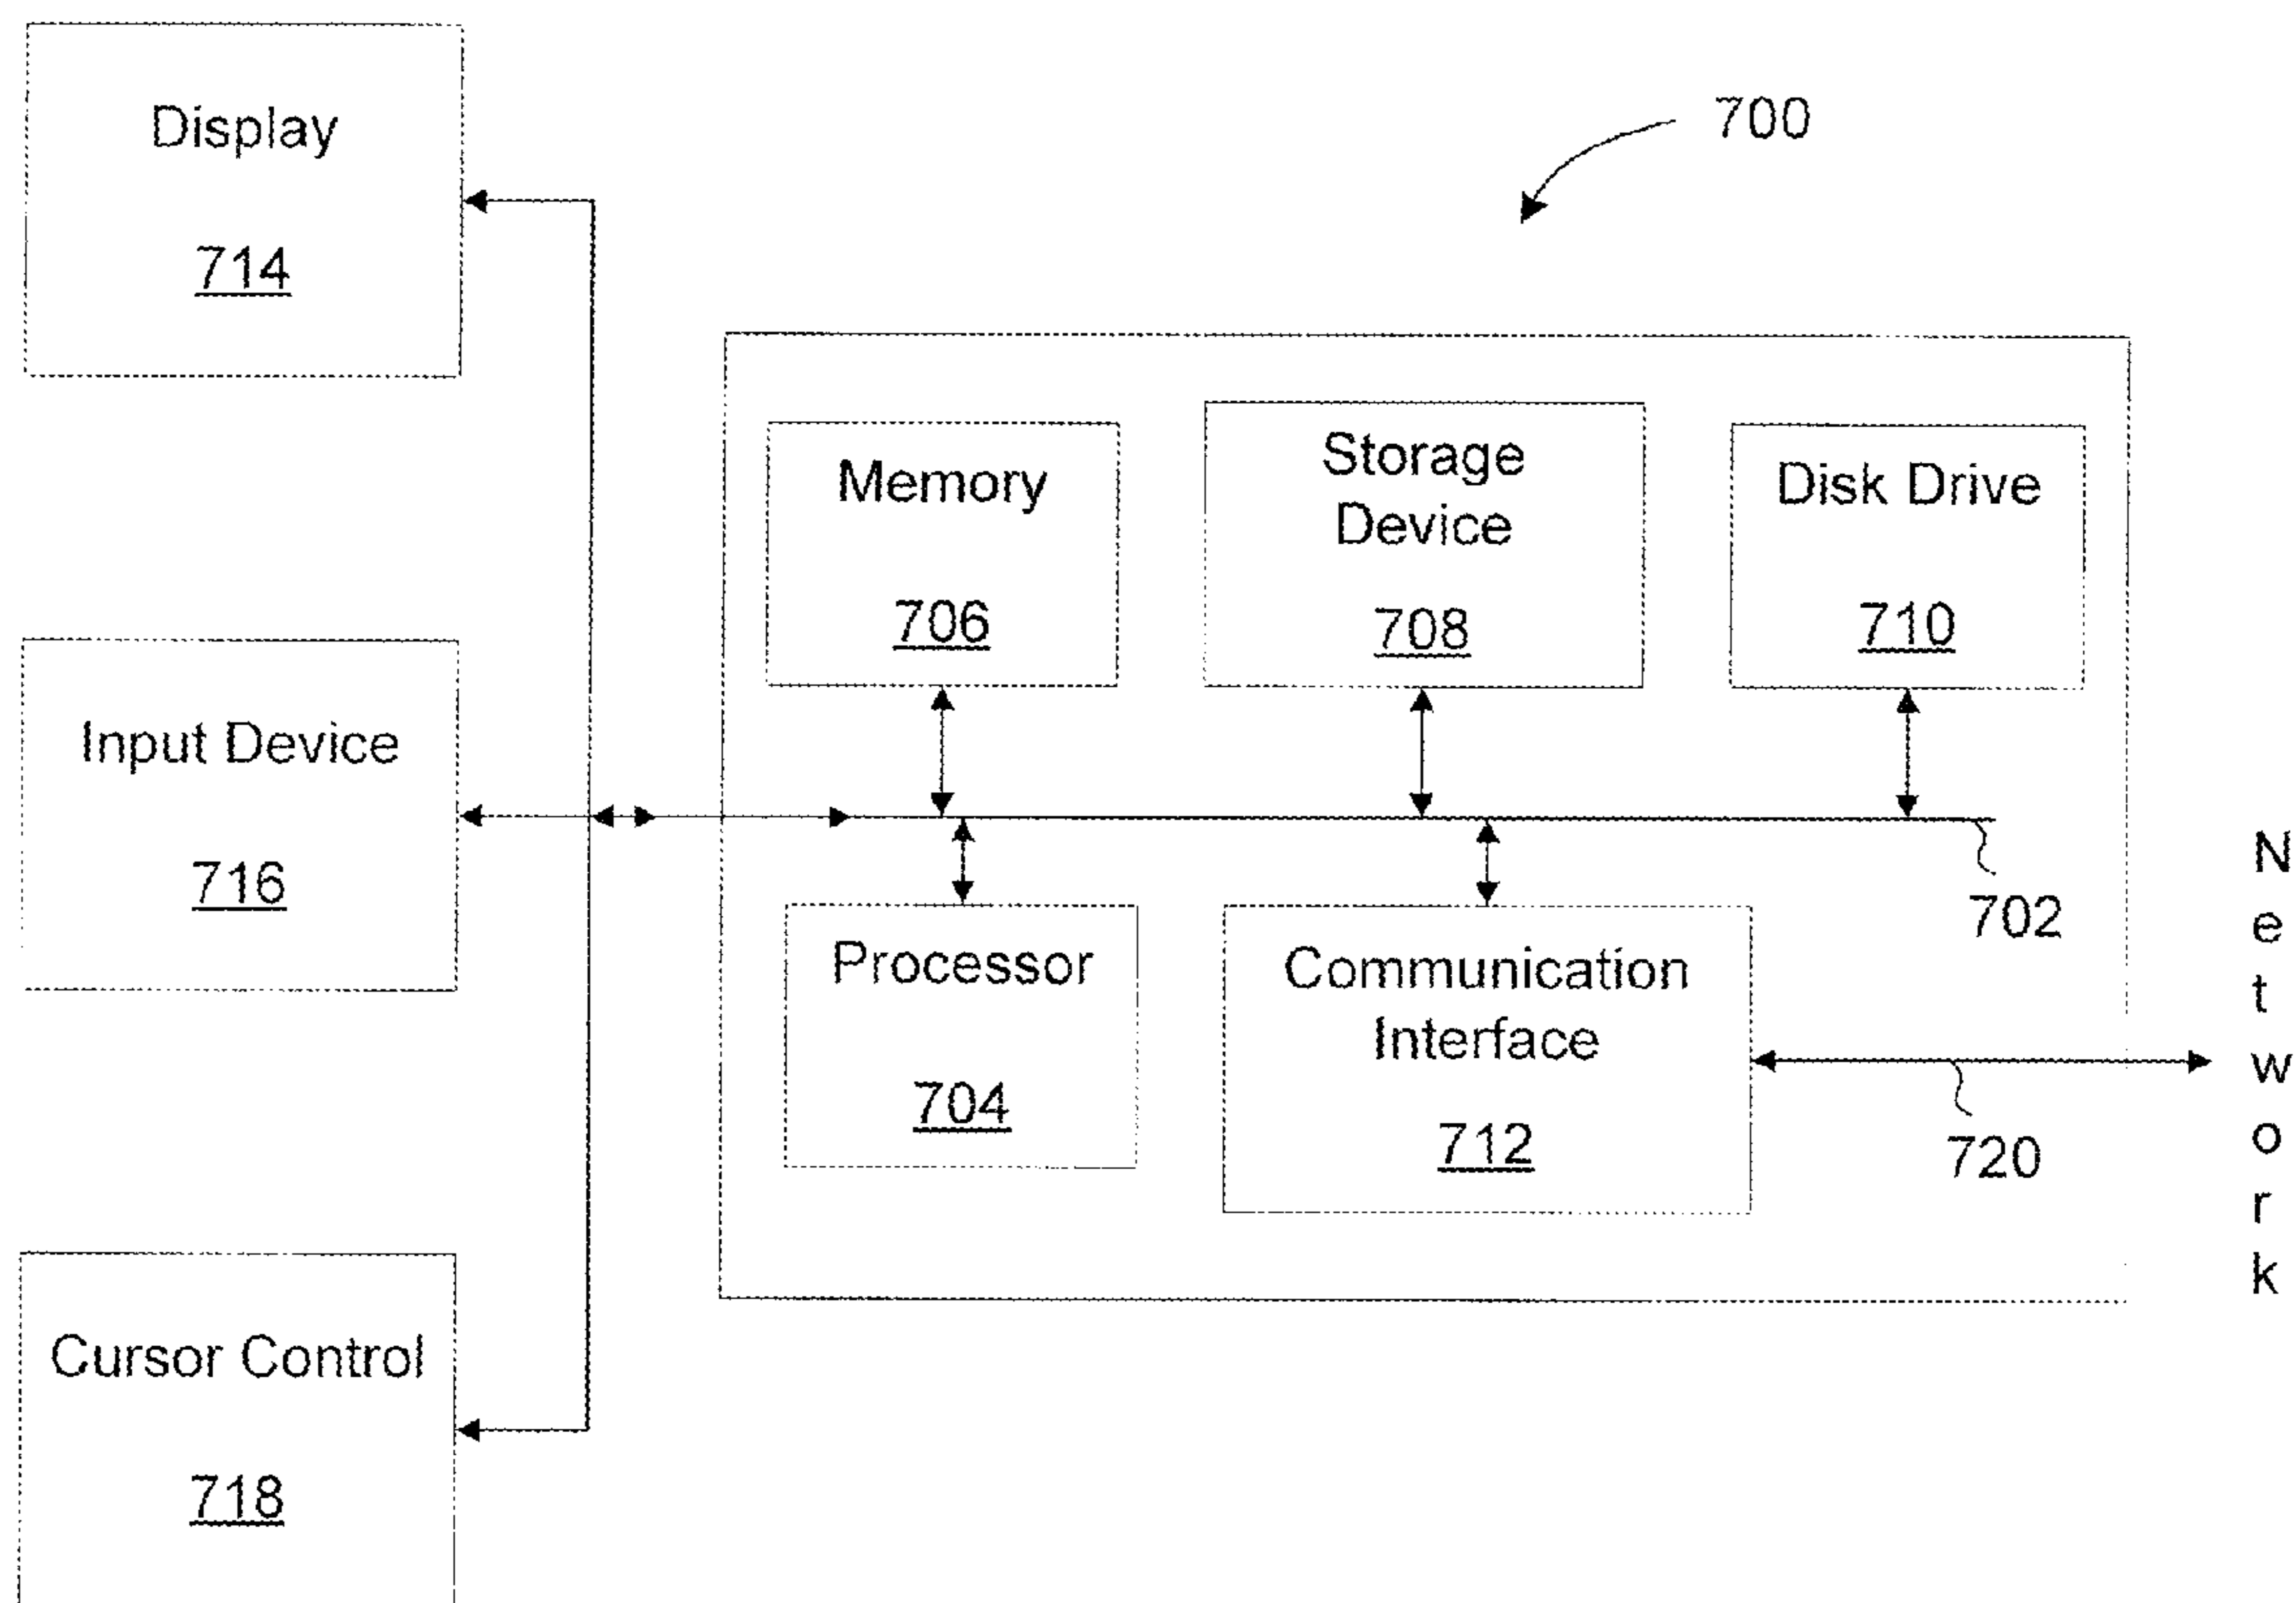 Display
714
700
Memory
706
Storage
Device
708
Disk Drive
710
Input Device
716
702
Processor
704
Communication
Interface
712
720
Network
Cursor Control
718